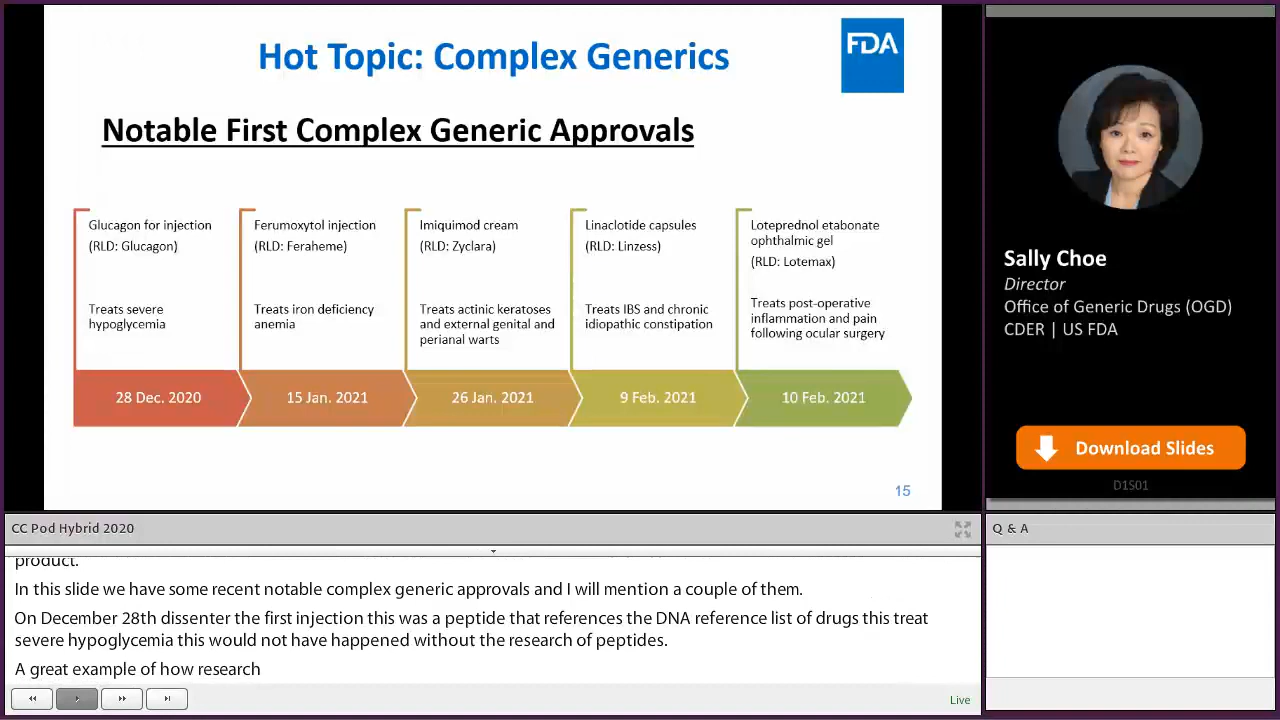 Hot Topic: Complex Generics
FDA
Notable First Complex Generic Approvals
Glucagon for injection
(RLD: Glucagon)
Treats severe
hypoglycemia
28 Dec. 2020
Ferumoxytol injection
(RLD: Feraheme)
Treats iron deficiency
anemia
15 Jan. 2021
Imiquimod cream
(RLD: Zyclara)
Treats actinic keratoses
and external genital and
perianal warts
26 Jan. 2021
Linaclotide capsules
(RLD: Linzess)
Treats IBS and chronic
idiopathic constipation
9 Feb. 2021
Loteprednol etabonate
ophthalmic gel
(RLD: Lotemax)
Treats post-operative
inflammation and pain
following ocular surgery
10 Feb. 2021
15
Sally Choe
Director
Office of Generic Drugs (OGD)
CDER | US FDA
Download Slides
D1S01
CC Pod Hybrid 2020
product.
In this slide we have some recent notable complex generic approvals and I will mention a couple of them.
On December 28th dissenter the first injection this was a peptide that references the DNA reference list of drugs this treat
severe hypoglycemia this would not have happened without the research of peptides.
A great example of how research
Live
Q & A